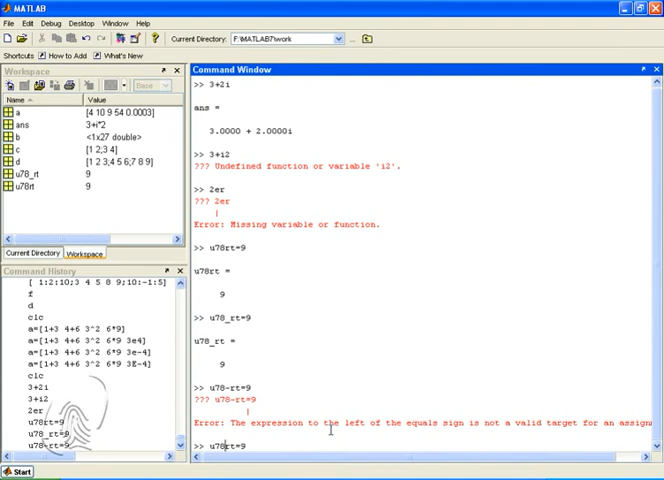 MATLAB
File Edit Debug Desktop Window Help
Current Directory: F:\MATLAB7\work
Shortcuts How to Add What's New
Workspace
Base
Name Value
a [4 10 9 54 0.0003]
ans 3+i*2
b <1x27 double>
c [1 2;3 4]
d [1 2 3;4 5 6;7 8 9]
u78_rt 9
u78rt 9
Current Directory Workspace
Command History
[ 1:2:10;3 4 5 8 9;10:-1:5]
f
d
clc
a=[1+3 4+6 3^2 6*9]
a=[1+3 4+6 3^2 6*9 3e4]
a=[1+3 4+6 3^2 6*9 3e-4]
a=[1+3 4+6 3^2 6*9 3E-4]
clc
3+2i
3+i2
2er
u78rt=9
u78_rt=9
u78-rt=9
Start
Command Window
>> 3+2i
ans =
3.0000 + 2.0000i
>> 3+i2
??? Undefined function or variable 'i2'.
>> 2er
??? 2er
|
Error: Missing variable or function.
>> u78rt=9
u78rt =
9
>> u78_rt=9
u78_rt =
9
>> u78-rt=9
??? u78-rt=9
|
Error: The expression to the left of the equals sign is not a valid target for an assign
>> u78rt=9